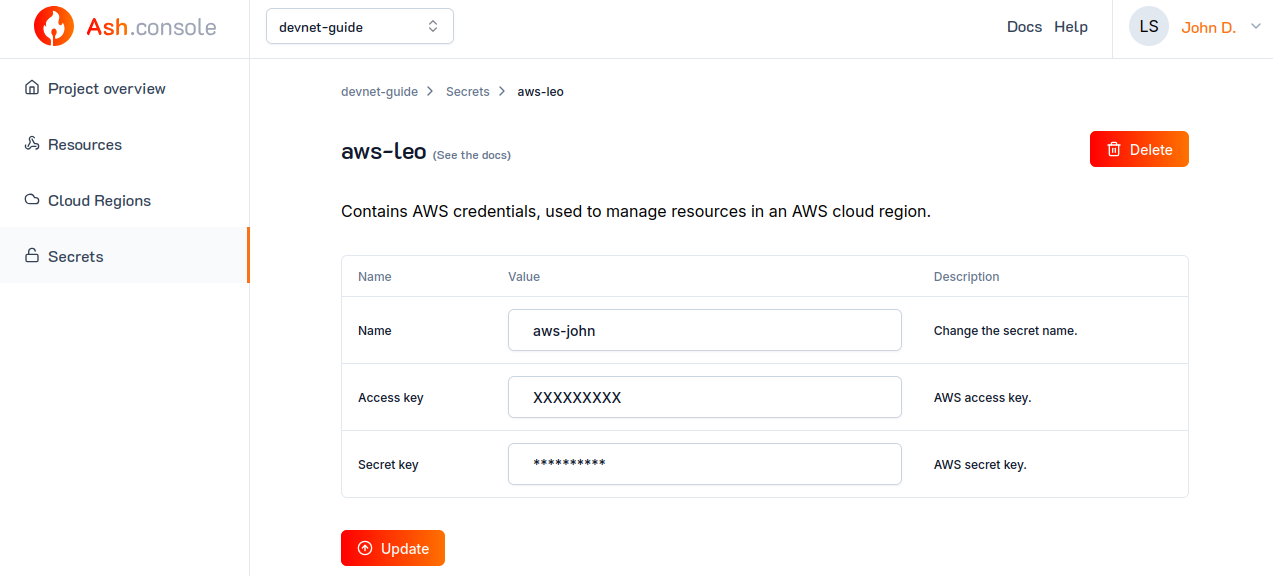 Ash.console
devnet-guide
Docs Help
LS
John D.
Project overview
Resources
Cloud Regions
Secrets
devnet-guide Secrets aws-leo
aws-leo (See the docs)
Delete
Contains AWS credentials, used to manage resources in an AWS cloud region.
Name Value Description
Name aws-john Change the secret name.
Access key XXXXXXXXX AWS access key.
Secret key ********** AWS secret key.
Update